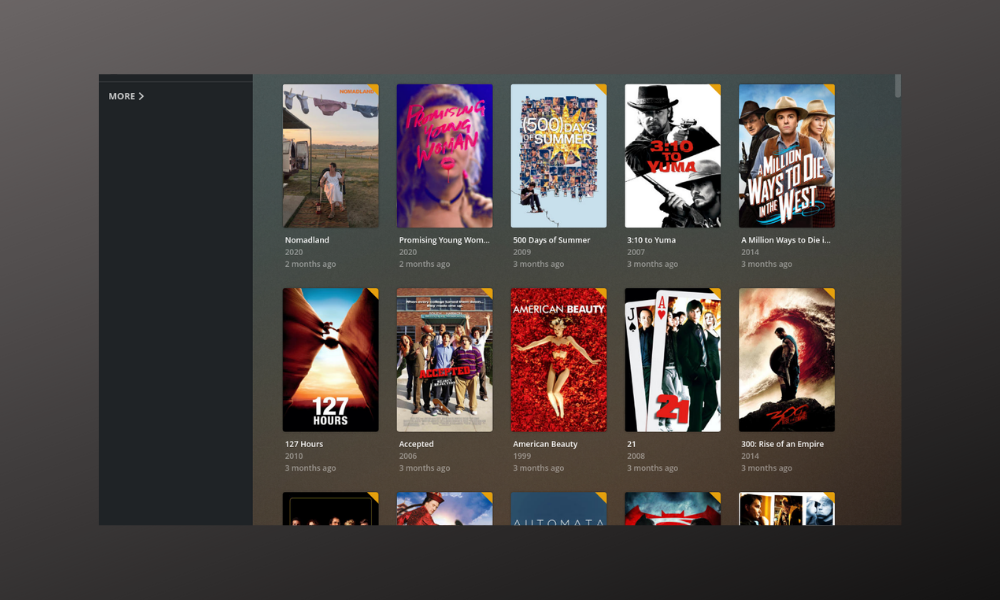 MORE >
NOMADLAND
PROMISING
YOUNG
WOMAN
(500) DAYS
OF SUMMER
3:10
TO
YUMA
A MILLION
WAYS TO DIE
IN THE WEST
Nomadland
2020
2 months ago
Promising Young Wom...
2020
2 months ago
500 Days of Summer
2009
3 months ago
3:10 to Yuma
2007
3 months ago
A Million Ways to Die i...
2014
3 months ago
127
HOURS
ACCEPTED
AMERICAN BEAUTY
J
A
21
300
127 Hours
2010
3 months ago
Accepted
2006
3 months ago
American Beauty
1999
3 months ago
21
2008
3 months ago
300: Rise of an Empire
2014
3 months ago
AUTOMATA